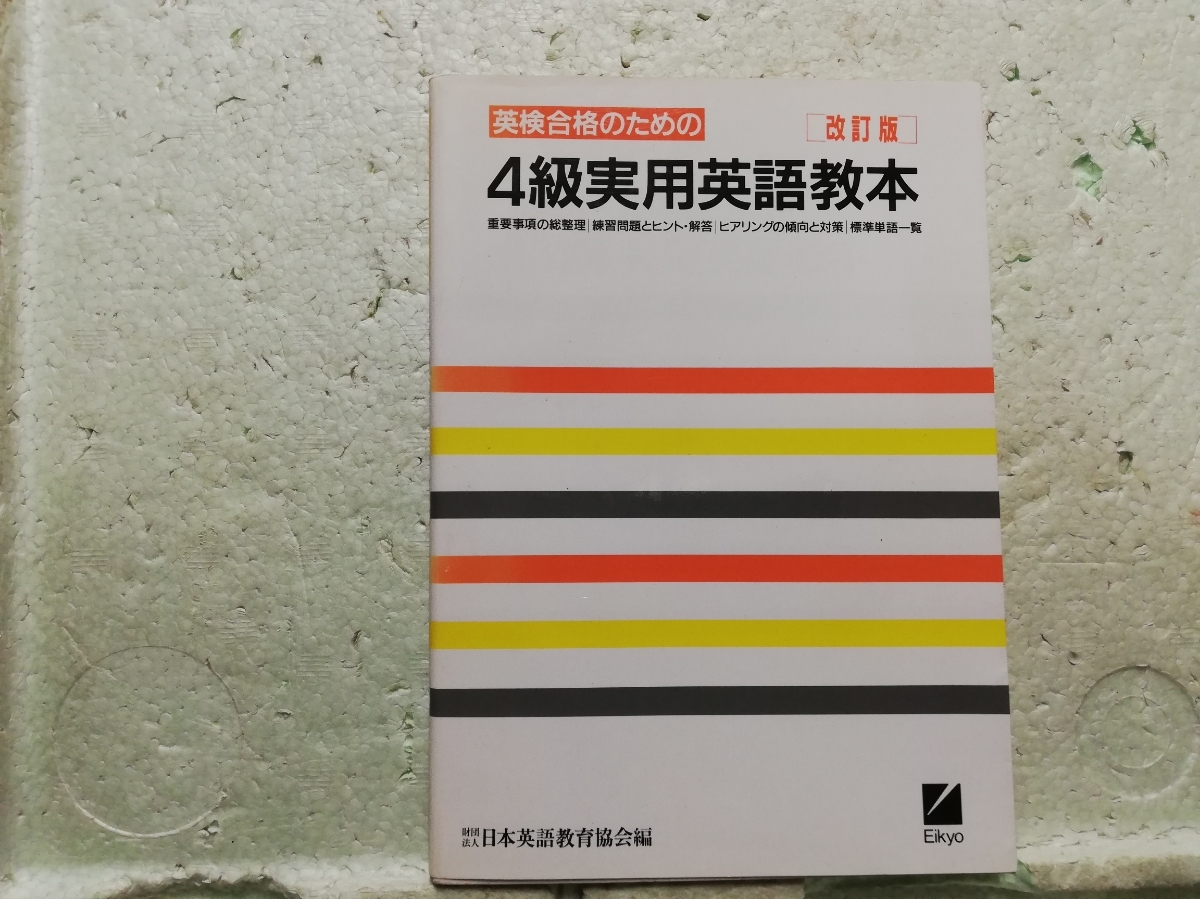 英検合格のための
改訂版
4級実用英語教本
重要事項の総整理|練習問題とヒント・解答|ヒアリングの傾向と対策|標準単語一覧
財団法人 日本英語教育協会編
Eikyo